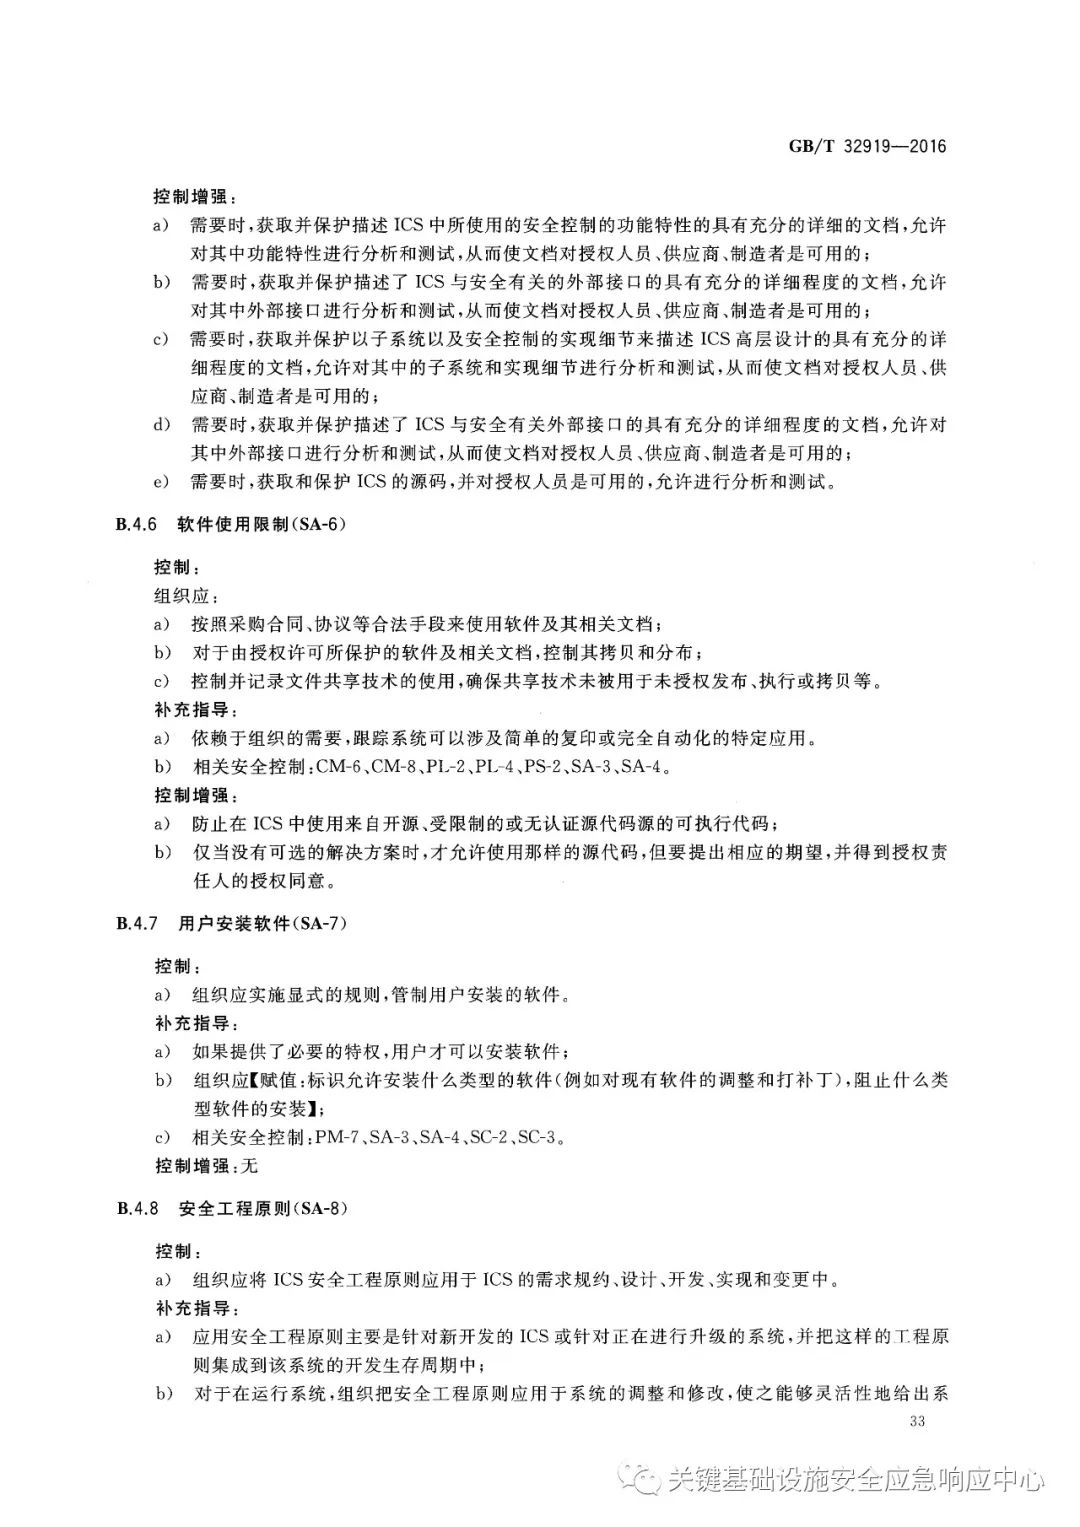 GB/T 32919—2016
控制增强：
a） 需要时，获取并保护描述 ICS 中所使用的安全控制的功能特性的具有充分的详细的文档，允许
对其中功能特性进行分析和测试，从而使文档对授权人员、供应商、制造者是可用的；
b） 需要时，获取并保护描述了 ICS 与安全有关的外部接口的具有充分的详细程度的文档，允许
对其中外部接口进行分析和测试，从而使文档对授权人员、供应商、制造者是可用的；
c） 需要时，获取并保护以子系统以及安全控制的实现细节来描述 ICS 高层设计的具有充分的详
细程度的文档，允许对其中的子系统和实现细节进行分析和测试，从而使文档对授权人员、供
应商、制造者是可用的；
d） 需要时，获取并保护描述了 ICS 与安全有关外部接口的具有充分的详细程度的文档，允许对
其中外部接口进行分析和测试，从而使文档对授权人员、供应商、制造者是可用的；
e） 需要时，获取和保护 ICS 的源码，并对授权人员是可用的，允许进行分析和测试。
B.4.6 软件使用限制（SA-6）
控制：
组织应：
a） 按照采购合同、协议等合法手段来使用软件及其相关文档；
b） 对于由授权许可所保护的软件及相关文档，控制其拷贝和分布；
c） 控制并记录文件共享技术的使用，确保共享技术未被用于未授权发布、执行或拷贝等。
补充指导：
a） 依赖于组织的需要，跟踪系统可以涉及简单的复印或完全自动化的特定应用。
b） 相关安全控制：CM-6、CM-8、PL-2、PL-4、PS-2、SA-3、SA-4。
控制增强：
a） 防止在 ICS 中使用来自开源、受限制的或无认证源代码源的可执行代码；
b） 仅当没有可选的解决方案时，才允许使用那样的源代码，但要提出相应的期望，并得到授权责
任人的授权同意。
B.4.7 用户安装软件（SA-7）
控制：
a） 组织应实施显式的规则，管制用户安装的软件。
补充指导：
a） 如果提供了必要的特权，用户才可以安装软件；
b） 组织应【赋值：标识允许安装什么类型的软件（例如对现有软件的调整和打补丁），阻止什么类
型软件的安装】；
c） 相关安全控制：PM-7、SA-3、SA-4、SC-2、SC-3。
控制增强：无
B.4.8 安全工程原则（SA-8）
控制：
a） 组织应将 ICS 安全工程原则应用于 ICS 的需求规约、设计、开发、实现和变更中。
补充指导：
a） 应用安全工程原则主要是针对新开发的 ICS 或针对正在进行升级的系统，并把这样的工程原
则集成到该系统的开发生存周期中；
b） 对于在运行系统，组织把安全工程原则应用于系统的调整和修改，使之能够灵活性地给出系
33
关键基础设施安全应急响应中心